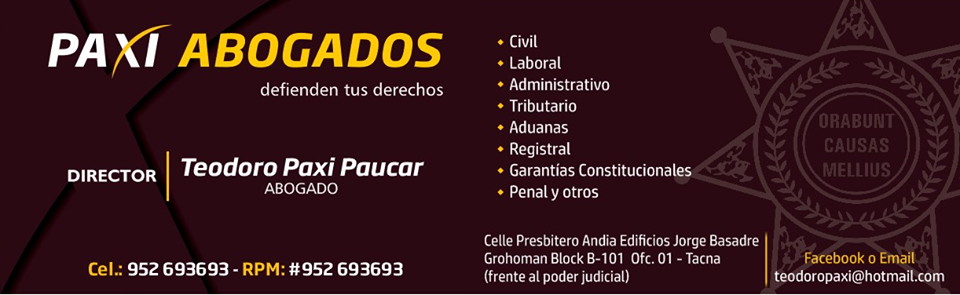 PAXI ABOGADOS
defienden tus derechos
DIRECTOR
Teodoro Paxi Paucar
ABOGADO
Cel.: 952 693693 - RPM: #952 693693
Civil
Laboral
Administrativo
Tributario
Aduanas
Registral
Garantías Constitucionales
Penal y otros
Celle Presbitero Andia Edificios Jorge Basadre
Grohoman Block B-101 Ofc. 01 - Tacna
(frente al poder judicial)
ORABUNT
CAUSAS
MELLIUS
Facebook o Email
teodoropaxi@hotmail.com